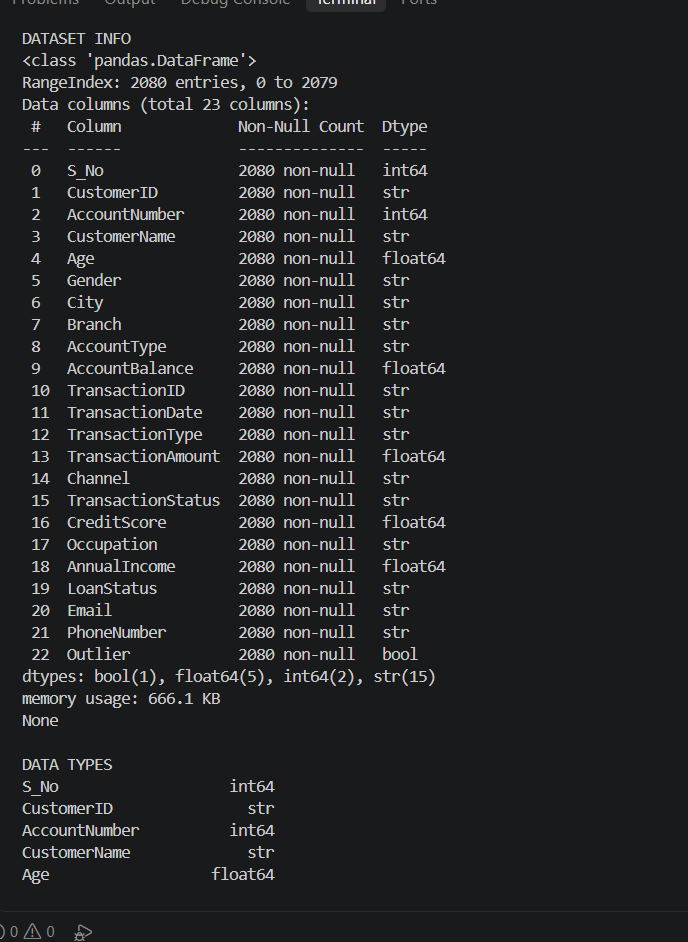 Problems Output Debug Console Terminal Ports
DATASET INFO
<class 'pandas.DataFrame'>
RangeIndex: 2080 entries, 0 to 2079
Data columns (total 23 columns):
 #   Column             Non-Null Count  Dtype
---  ------             --------------  -----
 0   S_No               2080 non-null   int64
 1   CustomerID         2080 non-null   str
 2   AccountNumber      2080 non-null   int64
 3   CustomerName       2080 non-null   str
 4   Age                2080 non-null   float64
 5   Gender             2080 non-null   str
 6   City               2080 non-null   str
 7   Branch             2080 non-null   str
 8   AccountType        2080 non-null   str
 9   AccountBalance     2080 non-null   float64
 10  TransactionID      2080 non-null   str
 11  TransactionDate    2080 non-null   str
 12  TransactionType    2080 non-null   str
 13  TransactionAmount  2080 non-null   float64
 14  Channel            2080 non-null   str
 15  TransactionStatus  2080 non-null   str
 16  CreditScore        2080 non-null   float64
 17  Occupation         2080 non-null   str
 18  AnnualIncome       2080 non-null   float64
 19  LoanStatus         2080 non-null   str
 20  Email              2080 non-null   str
 21  PhoneNumber        2080 non-null   str
 22  Outlier            2080 non-null   bool
dtypes: bool(1), float64(5), int64(2), str(15)
memory usage: 666.1 KB
None
DATA TYPES
S_No                   int64
CustomerID               str
AccountNumber          int64
CustomerName             str
Age                  float64
0 0